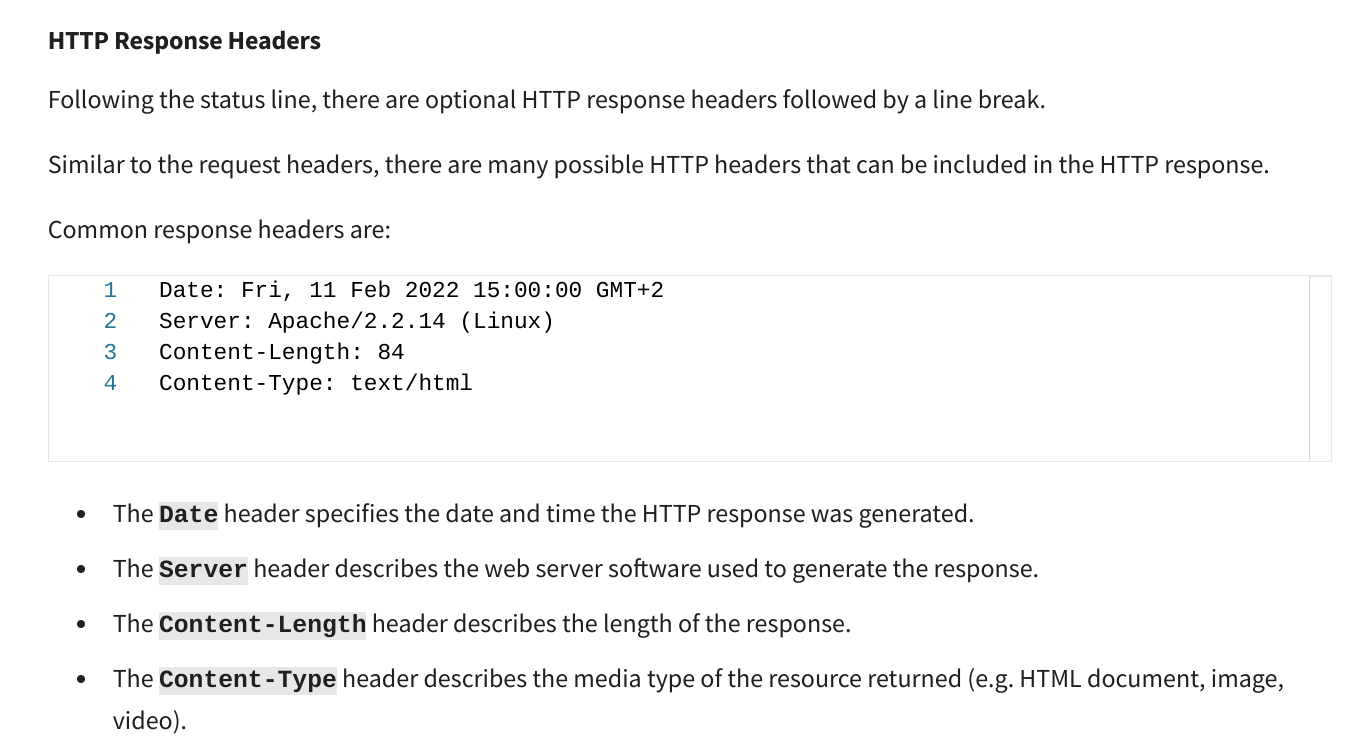 HTTP Response Headers
Following the status line, there are optional HTTP response headers followed by a line break.
Similar to the request headers, there are many possible HTTP headers that can be included in the HTTP response.
Common response headers are:
1 Date: Fri, 11 Feb 2022 15:00:00 GMT+2
2 Server: Apache/2.2.14 (Linux)
3 Content-Length: 84
4 Content-Type: text/html
• The Date header specifies the date and time the HTTP response was generated.
• The Server header describes the web server software used to generate the response.
• The Content-Length header describes the length of the response.
• The Content-Type header describes the media type of the resource returned (e.g. HTML document, image,
video).